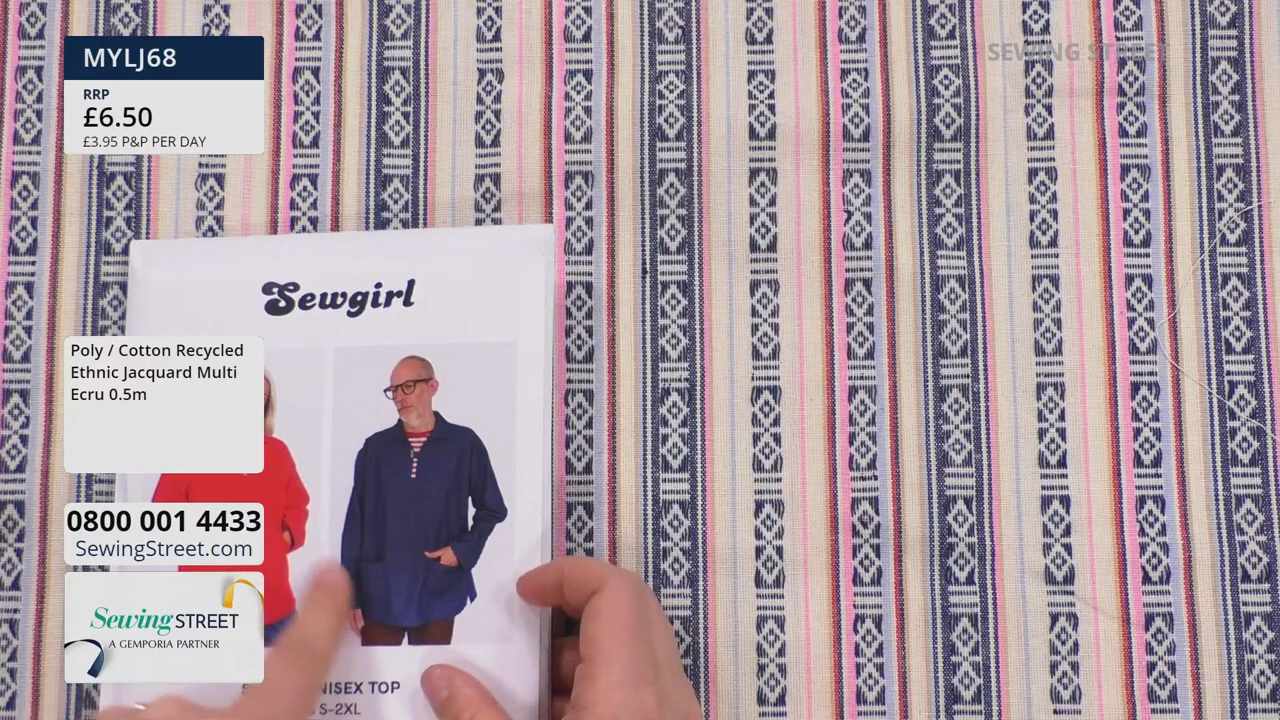 MYLJ68
RRP
£6.50
£3.95 P&P PER DAY
SEWING STREET
Sewgirl
Poly / Cotton Recycled
Ethnic Jacquard Multi
Ecru 0.5m
0800 001 4433
SewingStreet.com
Sewing STREET
A GEMPORIA PARTNER
TOP
S-2XL